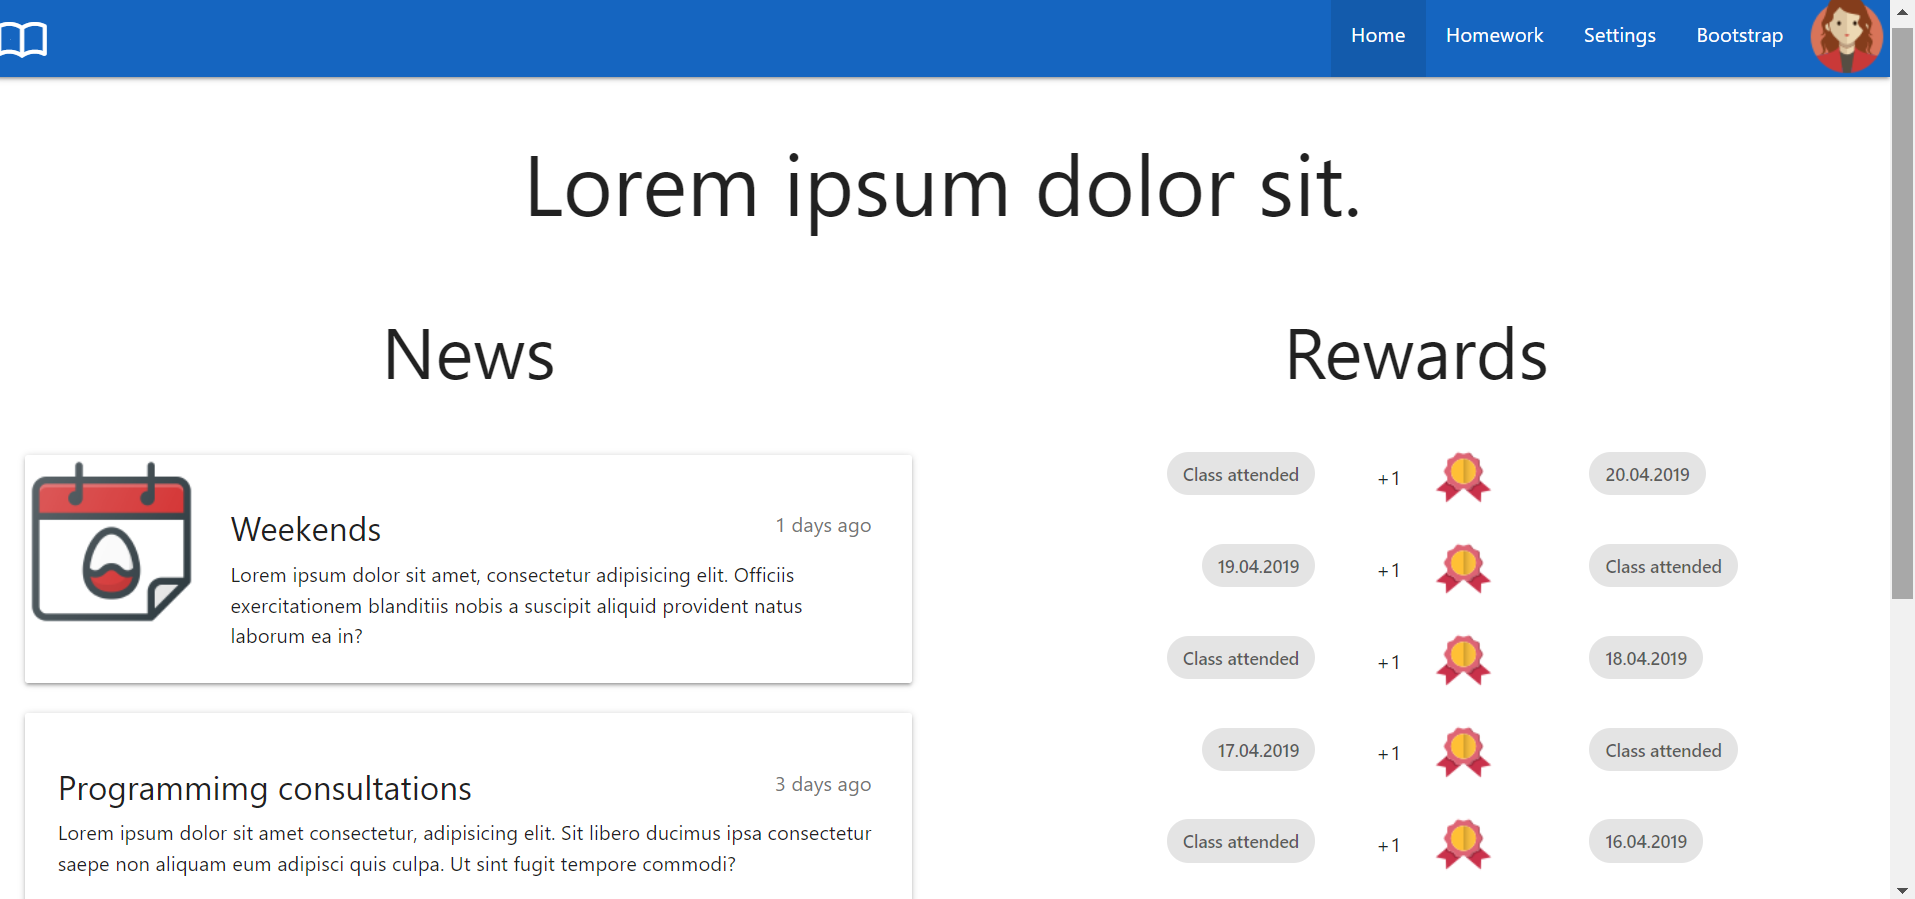 Home Homework Settings Bootstrap
Lorem ipsum dolor sit.
News
Weekends 1 days ago
Lorem ipsum dolor sit amet, consectetur adipisicing elit. Officiis
exercitationem blanditiis nobis a suscipit aliquid provident natus
laborum ea in?
Programmimg consultations 3 days ago
Lorem ipsum dolor sit amet consectetur, adipisicing elit. Sit libero ducimus ipsa consectetur
saepe non aliquam eum adipisci quis culpa. Ut sint fugit tempore commodi?
Rewards
Class attended +1 20.04.2019
19.04.2019 +1 Class attended
Class attended +1 18.04.2019
17.04.2019 +1 Class attended
Class attended +1 16.04.2019